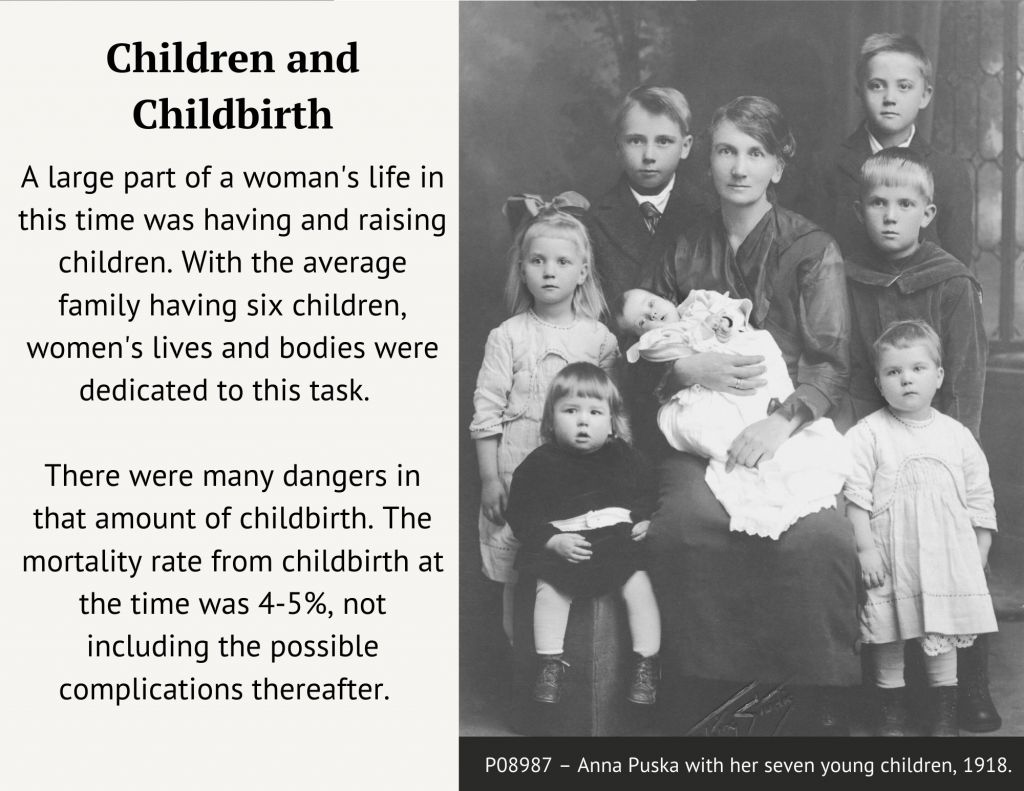 Children and
Childbirth
A large part of a woman's life in
this time was having and raising
children. With the average
family having six children,
women's lives and bodies were
dedicated to this task.
There were many dangers in
that amount of childbirth. The
mortality rate from childbirth at
the time was 4-5%, not
including the possible
complications thereafter.
P08987 – Anna Puska with her seven young children, 1918.